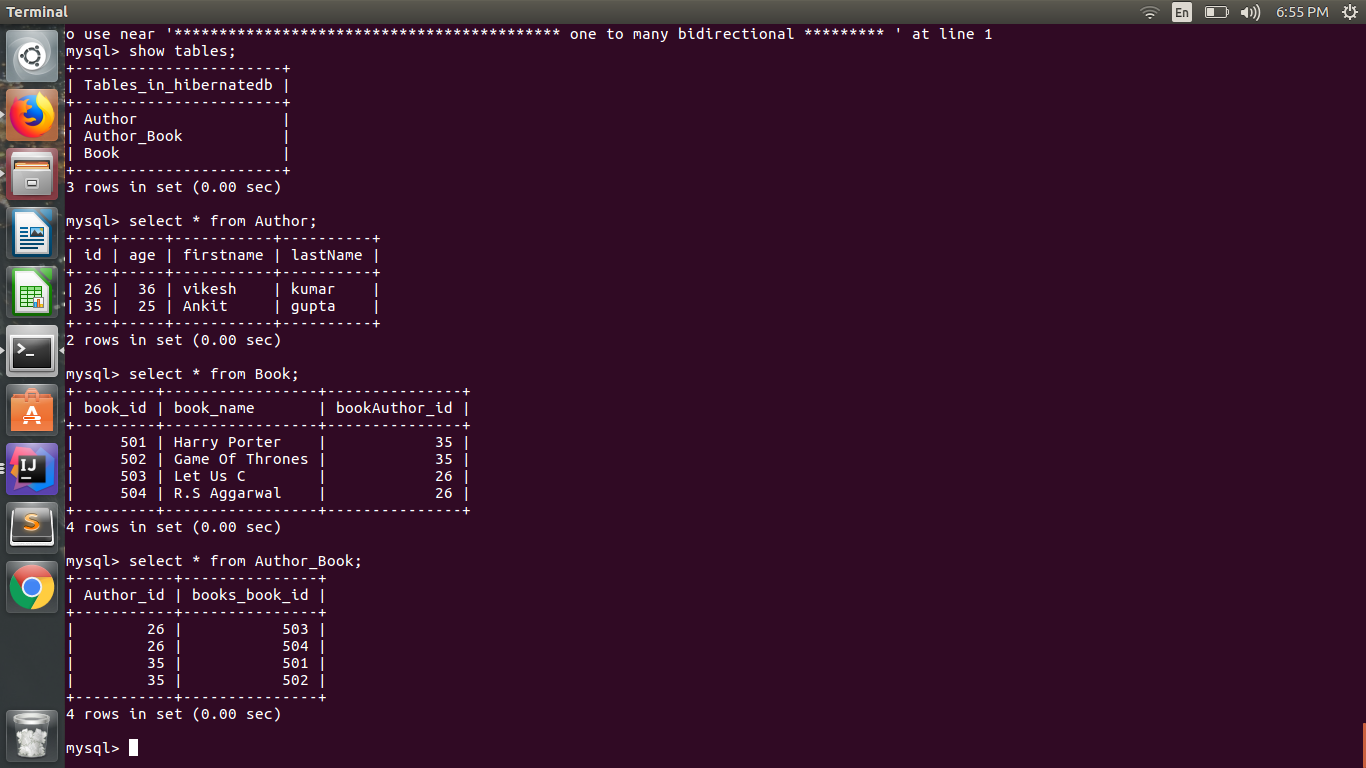 Terminal
En
6:55 PM
o use near '******************************************* one to many bidirectional ********* ' at line 1
mysql> show tables;
+-----------------------+
| Tables_in_hibernatedb |
+-----------------------+
| Author                |
| Author_Book           |
| Book                  |
+-----------------------+
3 rows in set (0.00 sec)
mysql> select * from Author;
+----+-----+-----------+----------+
| id | age | firstname | lastName |
+----+-----+-----------+----------+
| 26 |  36 | vikesh    | kumar    |
| 35 |  25 | Ankit     | gupta    |
+----+-----+-----------+----------+
2 rows in set (0.00 sec)
mysql> select * from Book;
+---------+-----------------+---------------+
| book_id | book_name       | bookAuthor_id |
+---------+-----------------+---------------+
|     501 | Harry Porter    |            35 |
|     502 | Game Of Thrones |            35 |
|     503 | Let Us C        |            26 |
|     504 | R.S Aggarwal    |            26 |
+---------+-----------------+---------------+
4 rows in set (0.00 sec)
mysql> select * from Author_Book;
+-----------+---------------+
| Author_id | books_book_id |
+-----------+---------------+
|        26 |           503 |
|        26 |           504 |
|        35 |           501 |
|        35 |           502 |
+-----------+---------------+
4 rows in set (0.00 sec)
mysql>
>_
A
IJ
S